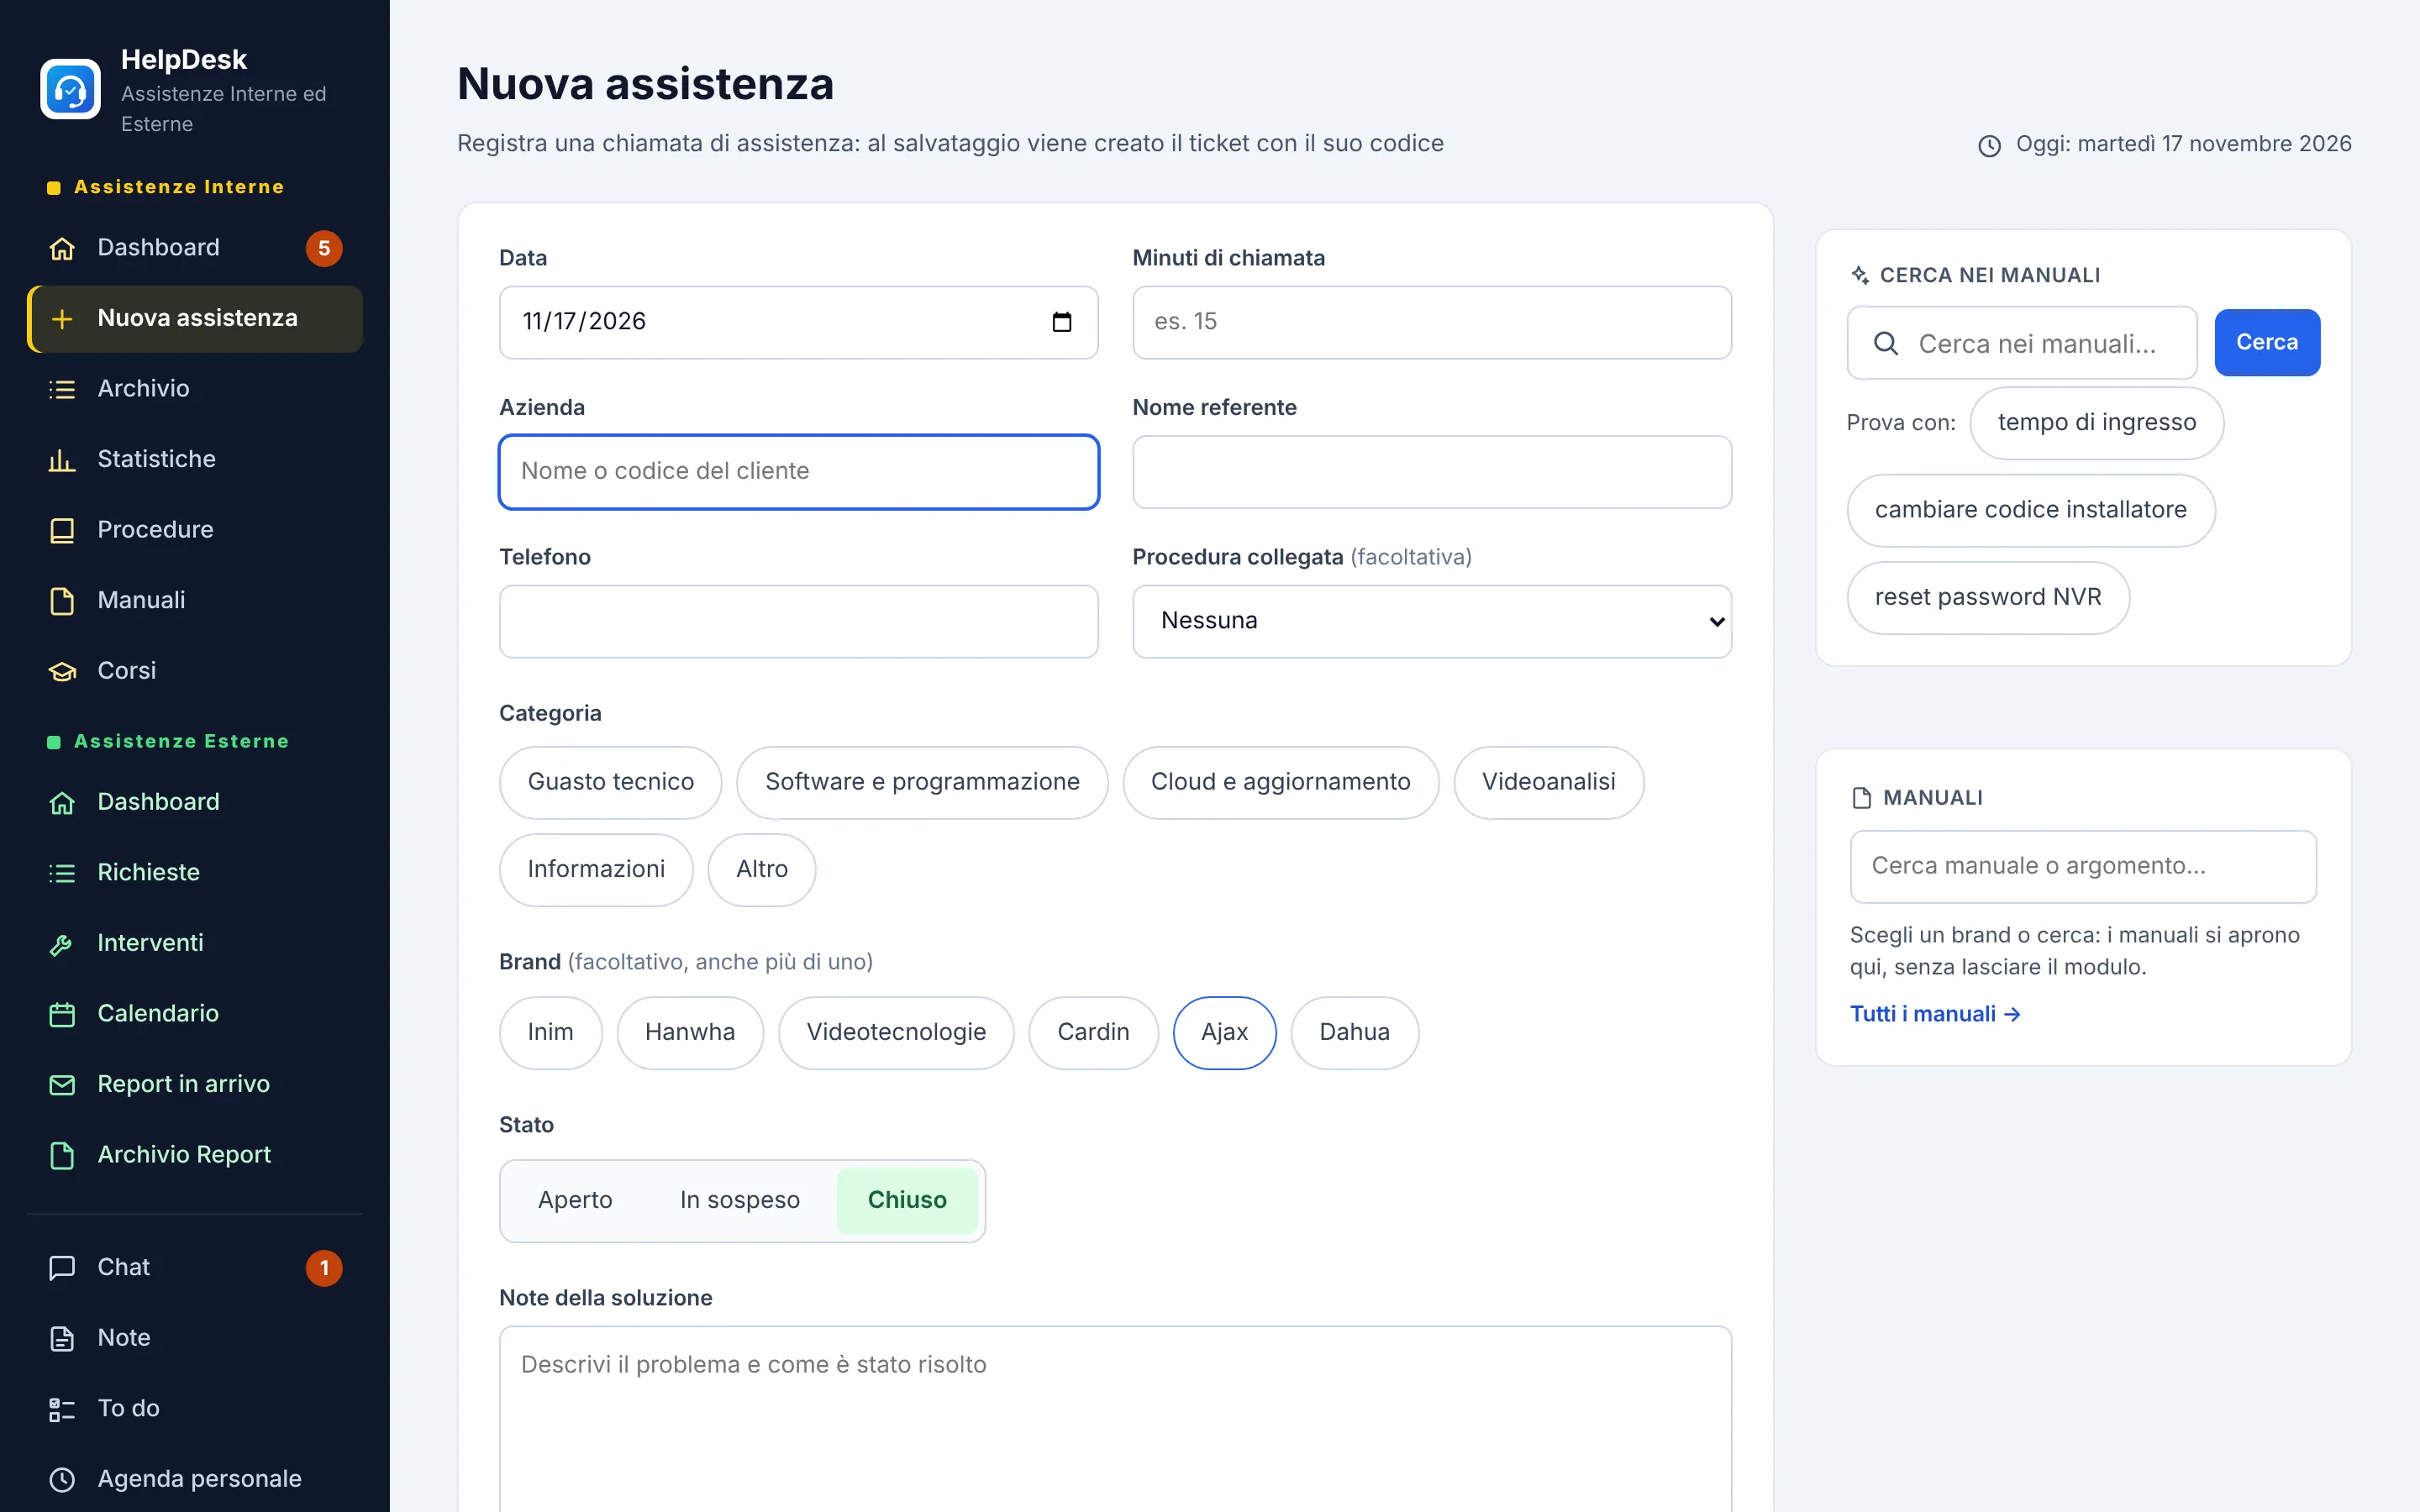 HelpDesk
Assistenze Interne ed
Esterne
Assistenze Interne
Dashboard 5
Nuova assistenza
Archivio
Statistiche
Procedure
Manuali
Corsi
Assistenze Esterne
Dashboard
Richieste
Interventi
Calendario
Report in arrivo
Archivio Report
Chat 1
Note
To do
Agenda personale
Nuova assistenza
Registra una chiamata di assistenza: al salvataggio viene creato il ticket con il suo codice
Oggi: martedì 17 novembre 2026
Data
11/17/2026
Minuti di chiamata
es. 15
Azienda
Nome o codice del cliente
Nome referente
Telefono
Procedura collegata (facoltativa)
Nessuna
Categoria
Guasto tecnico Software e programmazione Cloud e aggiornamento Videoanalisi
Informazioni Altro
Brand (facoltativo, anche più di uno)
Inim Hanwha Videotecnologie Cardin Ajax Dahua
Stato
Aperto In sospeso Chiuso
Note della soluzione
Descrivi il problema e come è stato risolto
CERCA NEI MANUALI
Cerca nei manuali... Cerca
Prova con: tempo di ingresso
cambiare codice installatore
reset password NVR
MANUALI
Cerca manuale o argomento...
Scegli un brand o cerca: i manuali si aprono
qui, senza lasciare il modulo.
Tutti i manuali →